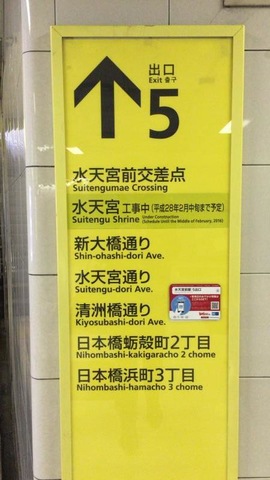 出口
Exit 출구
5
水天宮前交差点
Suitengumae Crossing
水天宮 工事中 (平成28年2月中旬まで予定)
Suitengu Shrine Under Construction
(Schedule Until the Middle of February, 2016)
新大橋通り
Shin-ohashi-dori Ave.
水天宮通り
Suitengu-dori Ave.
清洲橋通り
Kiyosubashi-dori Ave.
日本橋蛎殻町2丁目
Nihombashi-kakigaracho 2 chome
日本橋浜町3丁目
Nihombashi-hamacho 3 chome